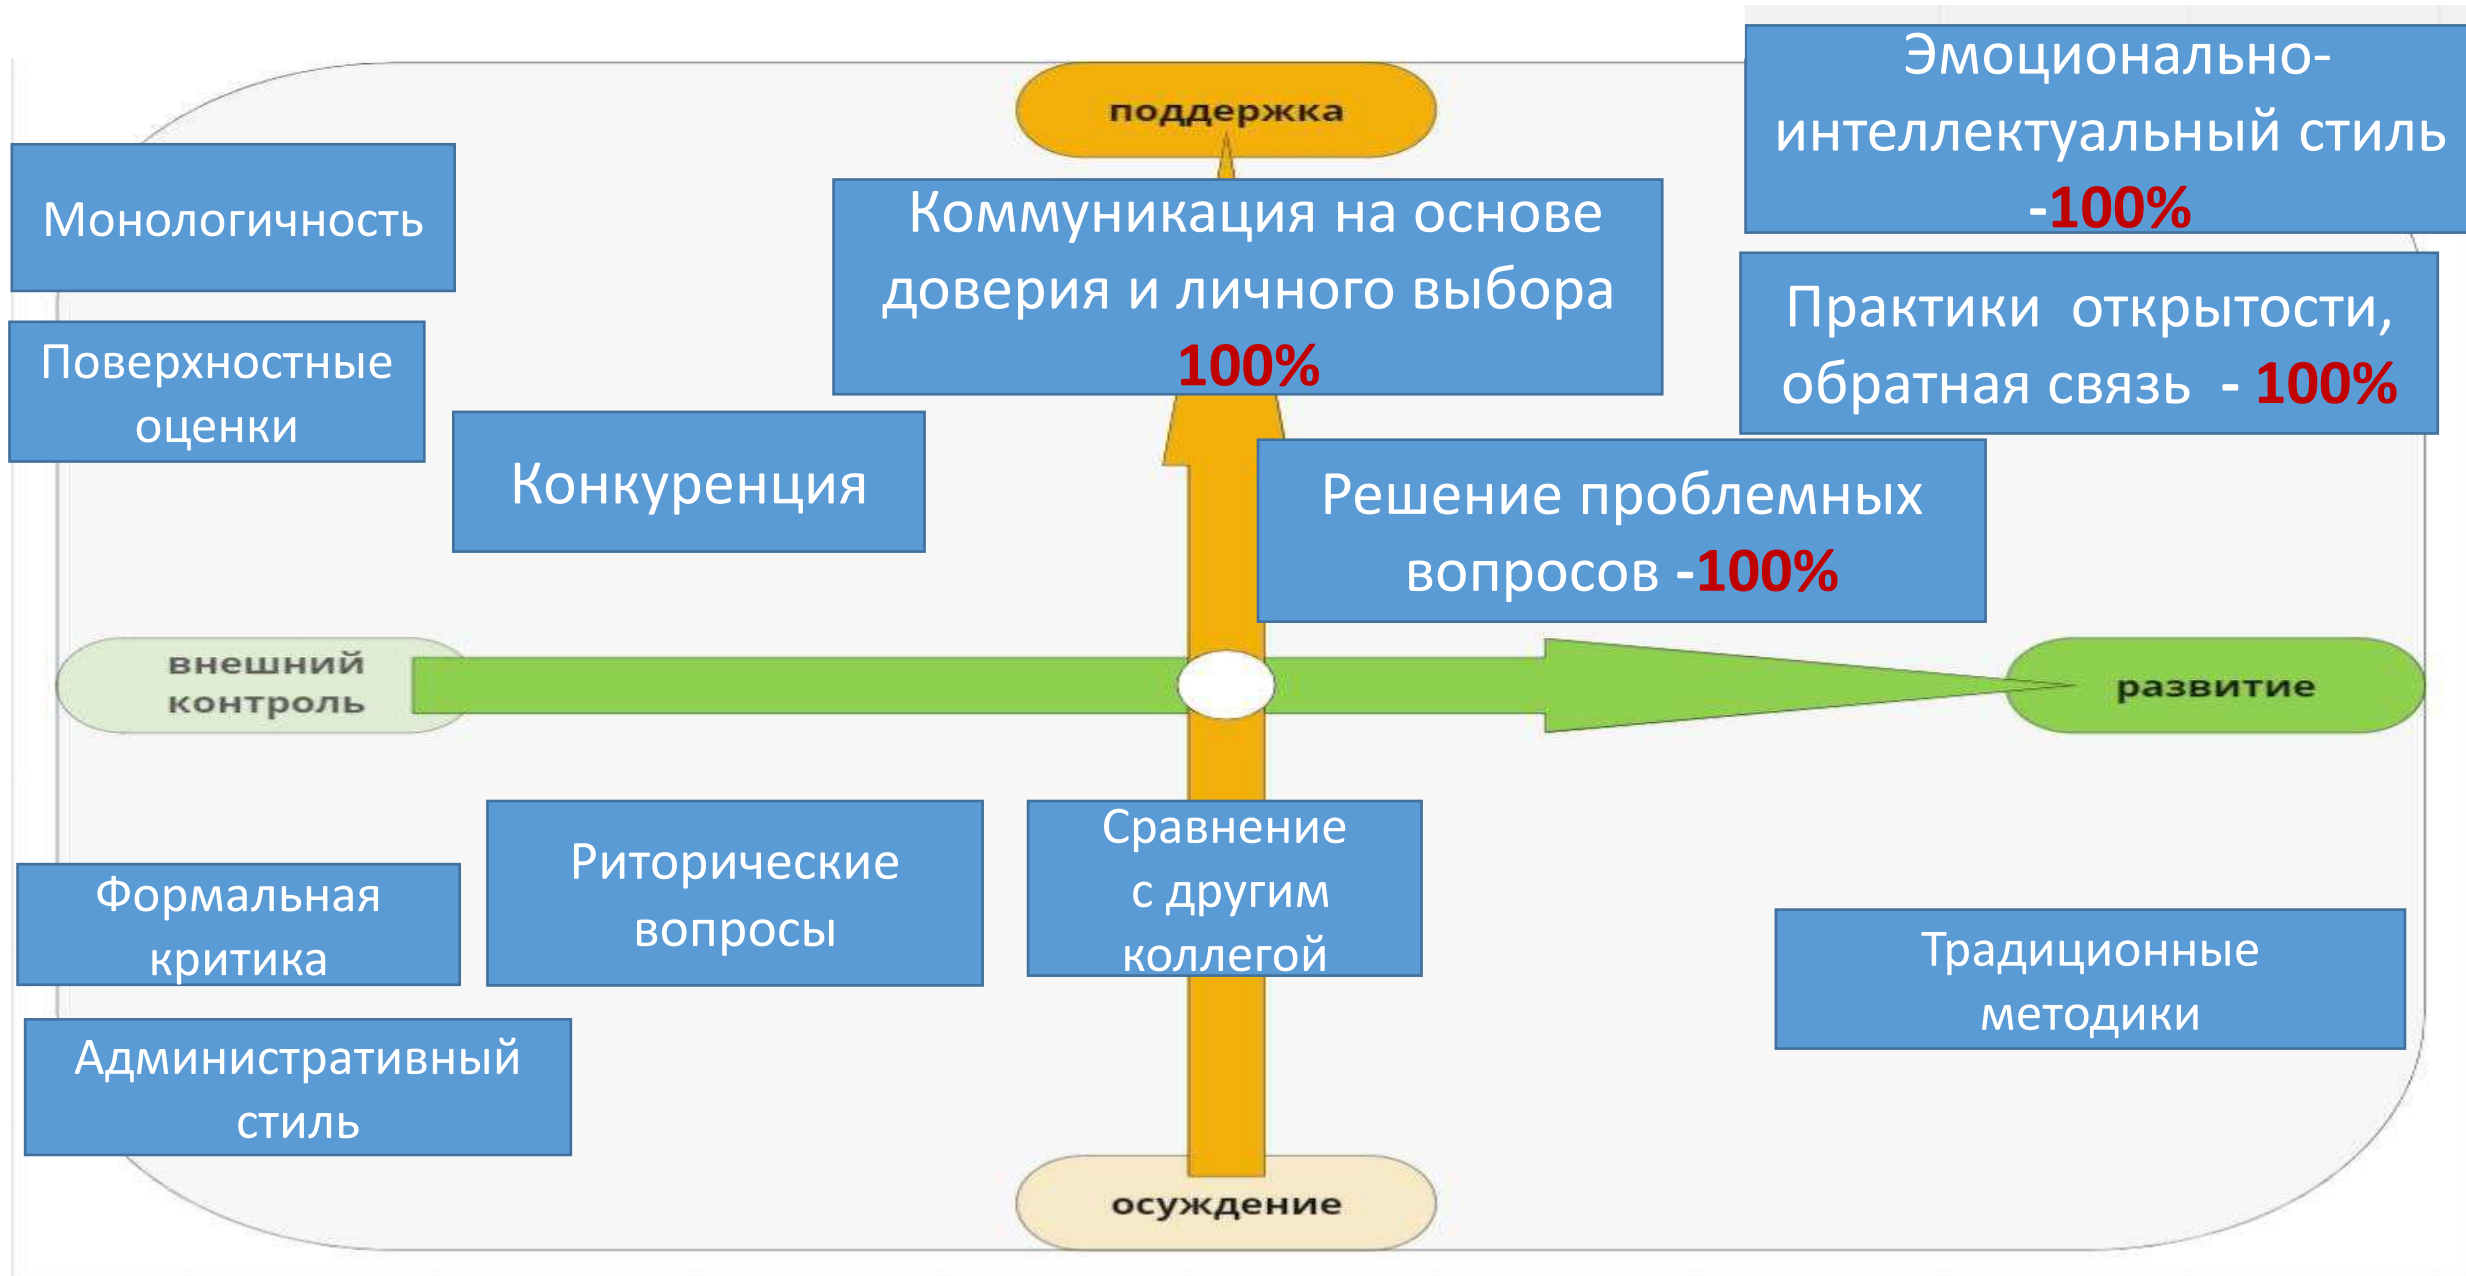 поддержка
Эмоционально-
интеллектуальный стиль
-100%
Монологичность
Коммуникация на основе
доверия и личного выбора
100%
Практики открытости,
обратная связь - 100%
Поверхностные
оценки
Конкуренция
Решение проблемных
вопросов -100%
внешний
контроль
развитие
Формальная
критика
Риторические
вопросы
Сравнение
с другим
коллегой
Традиционные
методики
Административный
стиль
осуждение